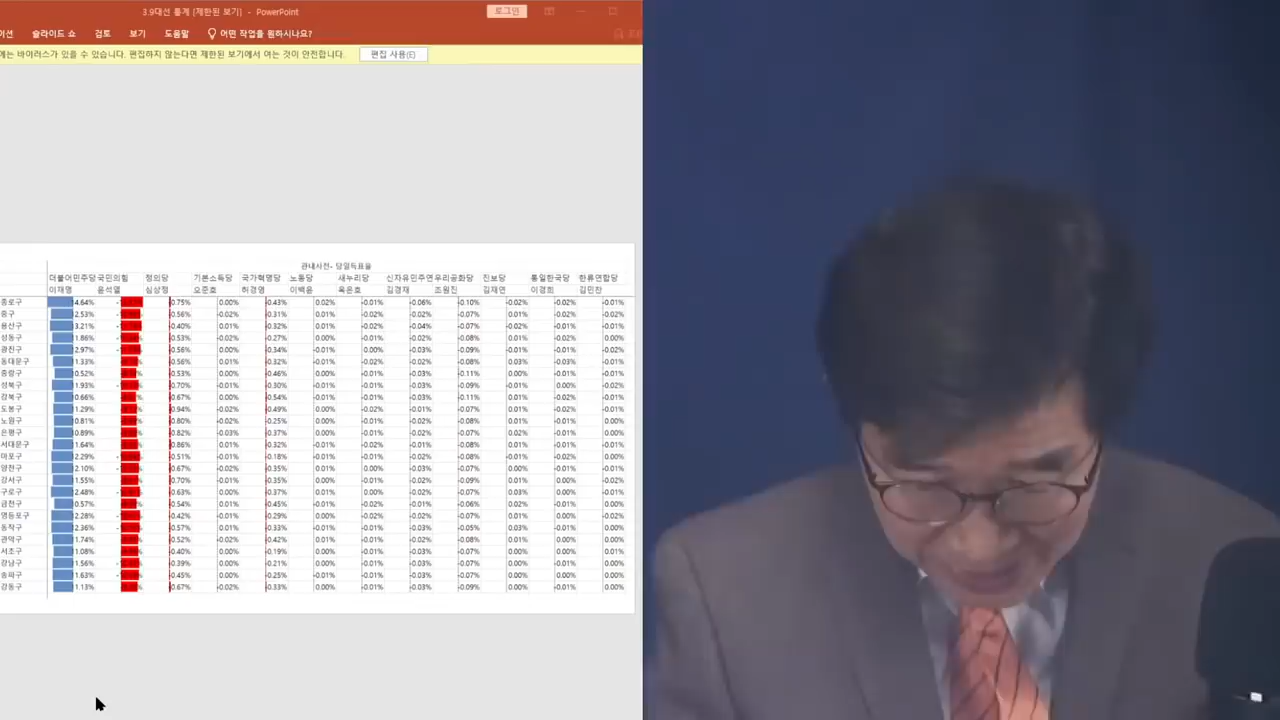 3.9대선 통계 [제한된 보기] - PowerPoint 로그인
이션 슬라이드 쇼 검토 보기 도움말 어떤 작업을 원하시나요?
에는 바이러스가 있을 수 있습니다. 편집하지 않는다면 제한된 보기에서 여는 것이 안전합니다. 편집 사용(E)
관내사전- 당일득표율
더불어민주당 국민의힘 정의당 기본소득당 국가혁명당 노동당 새누리당 신자유민주연 우리공화당 진보당 통일한국당 한류연합당
이재명 윤석열 심상정 오준호 허경영 이백윤 옥은호 김경재 조원진 김재연 이경희 김민찬
종로구 14.64% -0.75% 0.00% -0.43% 0.02% -0.01% -0.06% -0.10% -0.02% -0.02% -0.01%
중구 12.53% -0.56% -0.02% -0.31% 0.01% -0.02% -0.02% -0.07% -0.01% -0.01% -0.02%
용산구 13.21% -0.40% 0.01% -0.32% 0.01% -0.02% -0.04% -0.07% 0.01% -0.02% -0.01%
성동구 11.86% -0.53% -0.02% -0.27% 0.00% -0.01% -0.02% -0.08% 0.01% -0.01% 0.00%
광진구 12.97% -0.56% 0.00% -0.34% 0.00% -0.01% -0.03% -0.09% -0.01% -0.01% -0.02%
동대문구 11.33% -0.56% 0.01% -0.32% -0.01% -0.02% -0.02% -0.08% 0.03% -0.03% -0.01%
중랑구 10.52% -0.53% 0.00% -0.46% 0.00% -0.01% -0.03% -0.11% 0.00% -0.01% -0.01%
성북구 11.93% -0.70% -0.01% -0.30% 0.00% -0.01% -0.03% -0.09% -0.01% 0.00% -0.02%
강북구 10.66% -0.67% 0.00% -0.54% -0.01% -0.01% -0.03% -0.11% 0.01% -0.02% 0.00%
도봉구 11.29% -0.94% -0.02% -0.49% 0.00% -0.02% -0.01% -0.07% 0.01% -0.01% -0.01%
노원구 10.81% -0.80% -0.02% -0.25% 0.00% -0.01% -0.02% -0.08% 0.01% -0.01% 0.00%
은평구 10.89% -0.82% -0.03% -0.37% 0.00% -0.01% -0.02% -0.07% 0.02% -0.01% 0.00%
서대문구 11.64% -0.86% 0.01% -0.32% -0.01% -0.02% -0.01% -0.08% 0.01% -0.01% -0.01%
마포구 12.29% -0.51% -0.01% -0.18% -0.01% -0.01% -0.02% -0.08% -0.01% -0.02% 0.00%
양천구 12.10% -0.67% -0.02% -0.35% 0.01% 0.00% -0.03% -0.07% 0.00% 0.00% -0.01%
강서구 11.55% -0.70% -0.01% -0.35% 0.01% -0.01% -0.02% -0.09% 0.01% -0.01% -0.01%
구로구 12.48% -0.63% 0.01% -0.37% 0.01% -0.01% -0.02% -0.07% 0.03% -0.01% 0.00%
금천구 10.57% -0.54% 0.01% -0.45% 0.01% -0.01% -0.01% -0.06% 0.01% -0.02% 0.00%
영등포구 12.28% -0.42% -0.01% -0.29% 0.00% -0.01% -0.02% -0.07% 0.01% 0.00% -0.02%
동작구 12.36% -0.57% 0.01% -0.33% 0.00% -0.01% -0.03% -0.05% 0.03% -0.01% 0.00%
관악구 11.74% -0.52% -0.02% -0.42% 0.00% -0.01% -0.02% -0.08% 0.01% -0.01% 0.00%
서초구 11.08% -0.40% 0.00% -0.19% 0.00% -0.01% -0.03% -0.07% 0.00% 0.00% 0.01%
강남구 11.56% -0.39% 0.01% -0.21% 0.00% -0.01% -0.03% -0.07% 0.01% 0.00% 0.00%
송파구 11.63% -0.45% 0.00% -0.25% -0.01% -0.01% -0.03% -0.07% 0.00% 0.00% 0.00%
강동구 11.13% -0.67% -0.02% -0.33% 0.00% -0.01% -0.03% -0.09% 0.00% -0.01% 0.00%